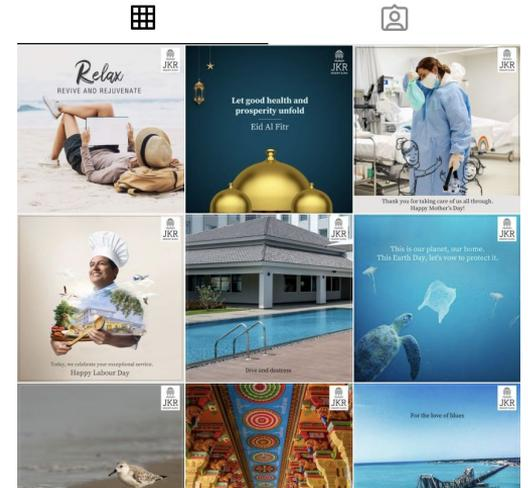 Relax
REVIVE AND REJUVENATE
JKR
JKR
Let good health and
prosperity unfold
Eid Al Fitr
JKR
Thank you for taking care of us all through.
Happy Mother's Day!
JKR
Today, we celebrate your exceptional service.
Happy Labour Day
JKR
Dive and destress
JKR
This is our planet, our home.
This Earth Day, let's vow to protect it.
JKR
JKR
JKR
For the love of blues